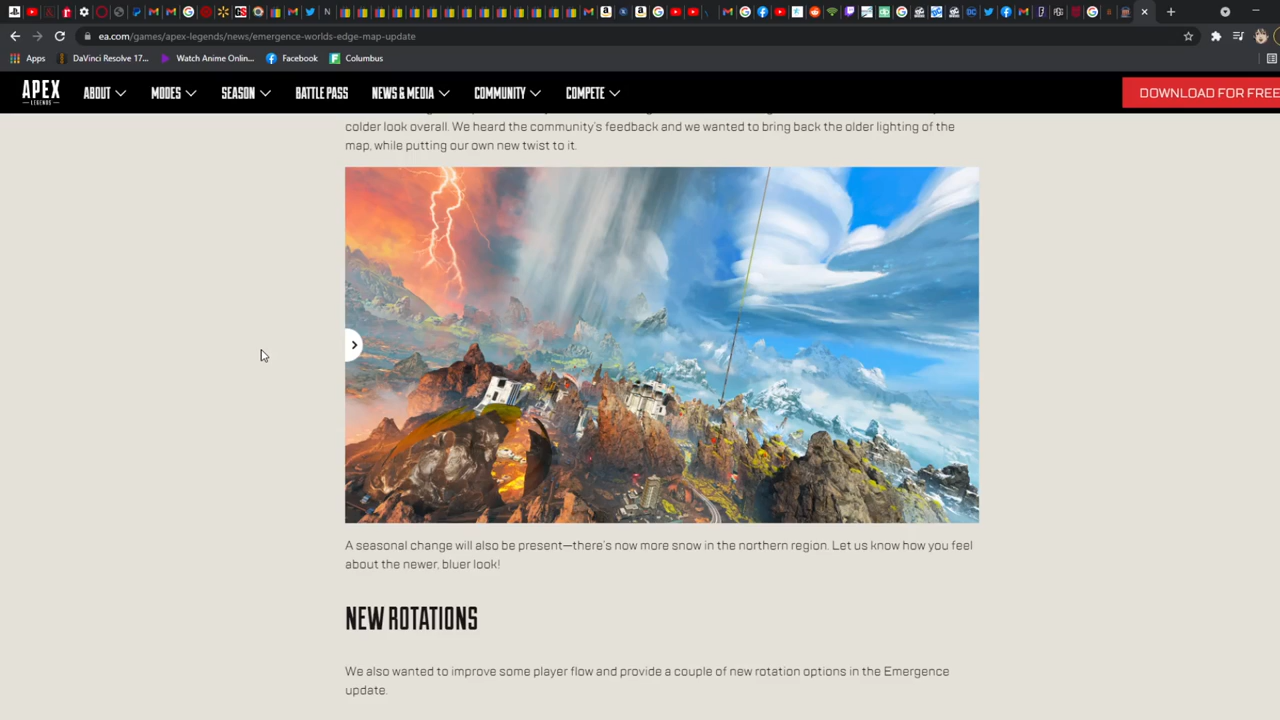 ea.com/games/apex-legends/news/emergence-worlds-edge-map-update
Apps
DaVinci Resolve 17...
Watch Anime Onlin...
Facebook
Columbus
APEX
LEGENDS
ABOUT
MODES
SEASON
BATTLE PASS
NEWS & MEDIA
COMMUNITY
COMPETE
DOWNLOAD FOR FREE
colder look overall. We heard the community's feedback and we wanted to bring back the older lighting of the
map, while putting our own new twist to it.
A seasonal change will also be present—there's now more snow in the northern region. Let us know how you feel
about the newer, bluer look!
NEW ROTATIONS
We also wanted to improve some player flow and provide a couple of new rotation options in the Emergence
update.